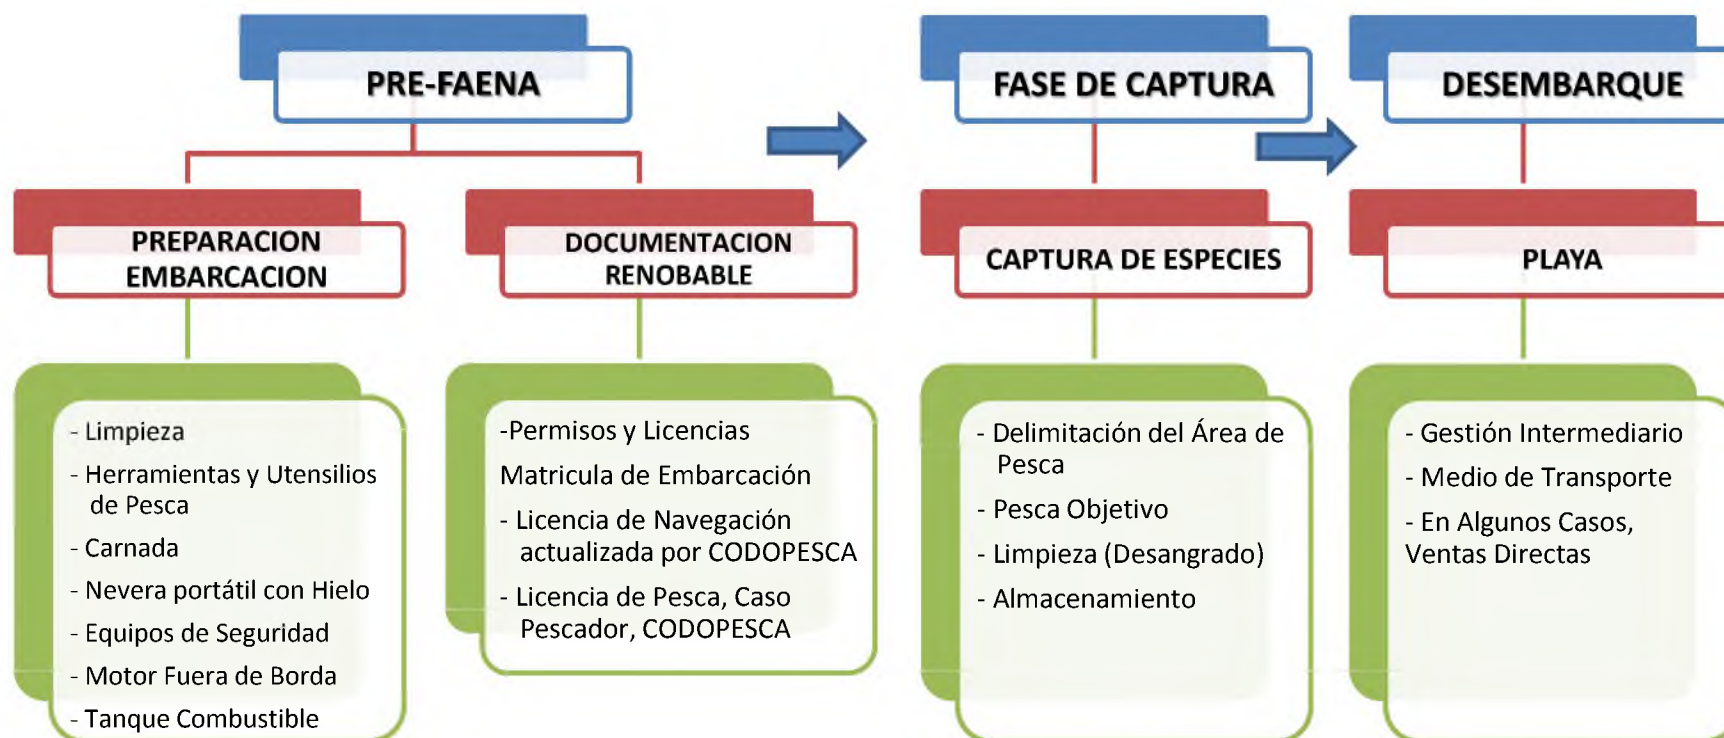 PRE-FAENA
FASE DE CAPTURA
DESEMBARQUE
PREPARACION
EMBARCACION
DOCUMENTACION
RENOBABLE
CAPTURA DE ESPECIES
PLAYA
- Limpieza
- Herramientas y Utensilios
de Pesca
- Carnada
- Nevera portátil con Hielo
- Equipos de Seguridad
- Motor Fuera de Borda
- Tanque Combustible
-Permisos y Licencias
Matricula de Embarcación
- Licencia de Navegación
actualizada por CODOPESCA
- Licencia de Pesca, Caso
Pescador, CODOPESCA
- Delimitación del Área de
Pesca
- Pesca Objetivo
- Limpieza (Desangrado)
- Almacenamiento
- Gestión Intermediario
- Medio de Transporte
- En Algunos Casos,
Ventas Directas